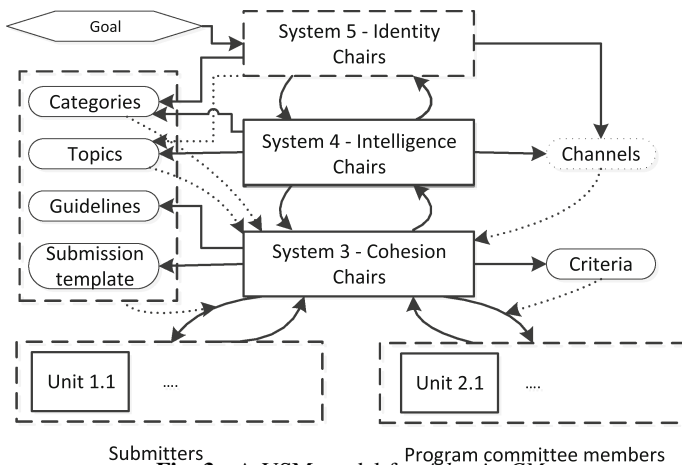 Goal
System 5 - Identity
Chairs
Categories
System 4 - Intelligence
Chairs
Topics
Channels
Guidelines
System 3 - Cohesion
Chairs
Submission
template
Criteria
Unit 1.1
....
Unit 2.1
....
Submitters
Program committee members